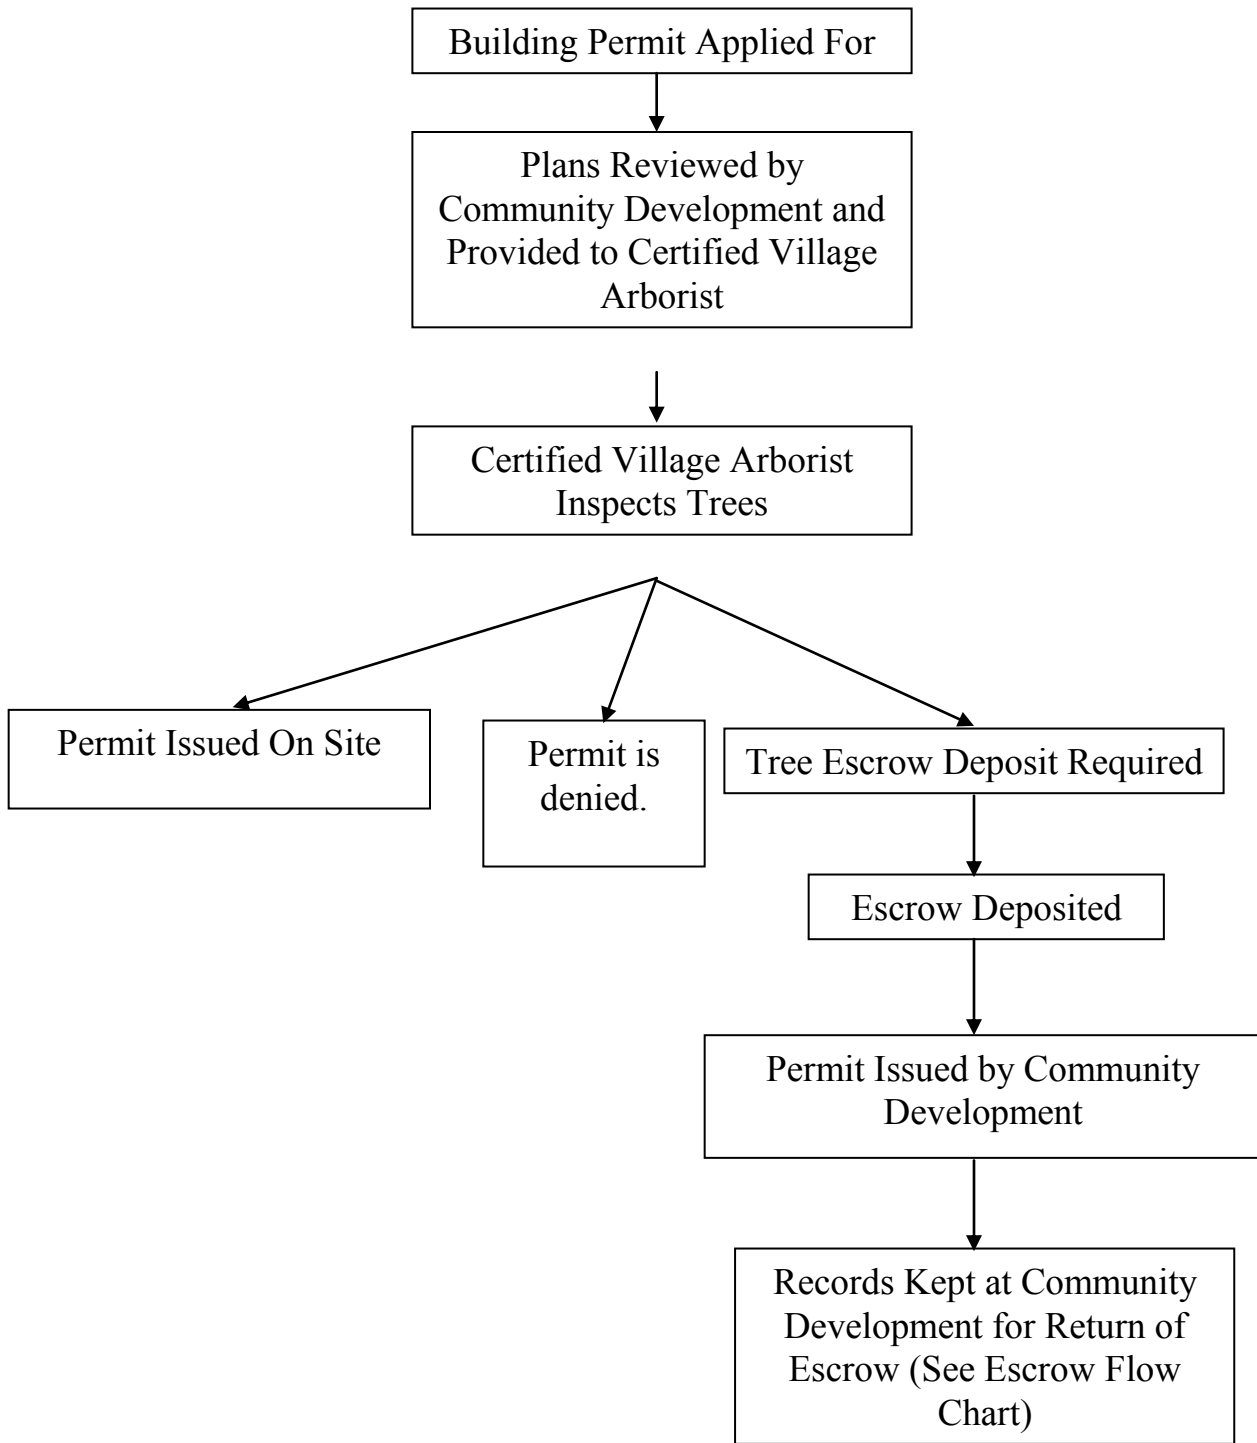 Building Permit Applied For
Plans Reviewed by
Community Development and
Provided to Certified Village
Arborist
Certified Village Arborist
Inspects Trees
Permit Issued On Site
Permit is
denied.
Tree Escrow Deposit Required
Escrow Deposited
Permit Issued by Community
Development
Records Kept at Community
Development for Return of
Escrow (See Escrow Flow
Chart)